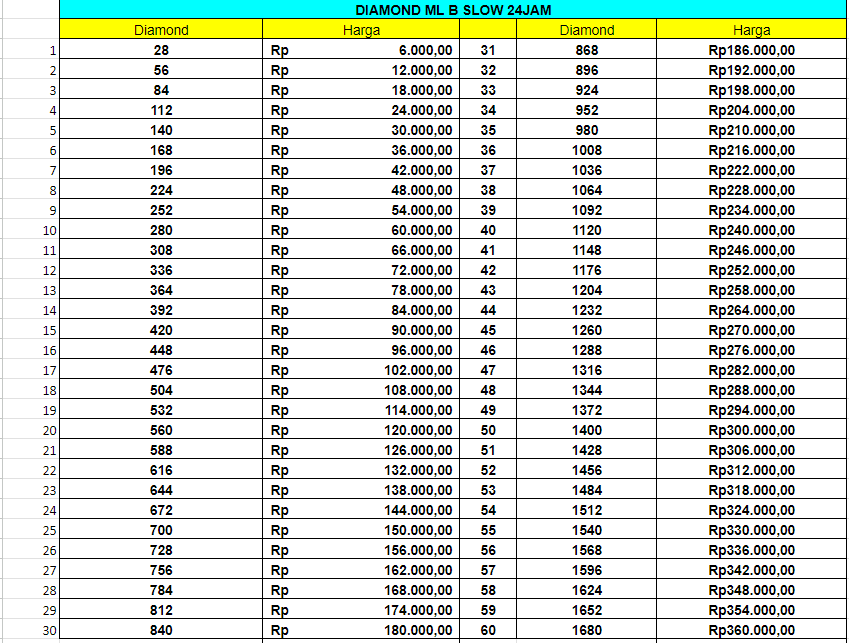 DIAMOND ML B SLOW 24JAM
Diamond Harga Diamond Harga
1 28 Rp 6.000,00 31 868 Rp186.000,00
2 56 Rp 12.000,00 32 896 Rp192.000,00
3 84 Rp 18.000,00 33 924 Rp198.000,00
4 112 Rp 24.000,00 34 952 Rp204.000,00
5 140 Rp 30.000,00 35 980 Rp210.000,00
6 168 Rp 36.000,00 36 1008 Rp216.000,00
7 196 Rp 42.000,00 37 1036 Rp222.000,00
8 224 Rp 48.000,00 38 1064 Rp228.000,00
9 252 Rp 54.000,00 39 1092 Rp234.000,00
10 280 Rp 60.000,00 40 1120 Rp240.000,00
11 308 Rp 66.000,00 41 1148 Rp246.000,00
12 336 Rp 72.000,00 42 1176 Rp252.000,00
13 364 Rp 78.000,00 43 1204 Rp258.000,00
14 392 Rp 84.000,00 44 1232 Rp264.000,00
15 420 Rp 90.000,00 45 1260 Rp270.000,00
16 448 Rp 96.000,00 46 1288 Rp276.000,00
17 476 Rp 102.000,00 47 1316 Rp282.000,00
18 504 Rp 108.000,00 48 1344 Rp288.000,00
19 532 Rp 114.000,00 49 1372 Rp294.000,00
20 560 Rp 120.000,00 50 1400 Rp300.000,00
21 588 Rp 126.000,00 51 1428 Rp306.000,00
22 616 Rp 132.000,00 52 1456 Rp312.000,00
23 644 Rp 138.000,00 53 1484 Rp318.000,00
24 672 Rp 144.000,00 54 1512 Rp324.000,00
25 700 Rp 150.000,00 55 1540 Rp330.000,00
26 728 Rp 156.000,00 56 1568 Rp336.000,00
27 756 Rp 162.000,00 57 1596 Rp342.000,00
28 784 Rp 168.000,00 58 1624 Rp348.000,00
29 812 Rp 174.000,00 59 1652 Rp354.000,00
30 840 Rp 180.000,00 60 1680 Rp360.000,00